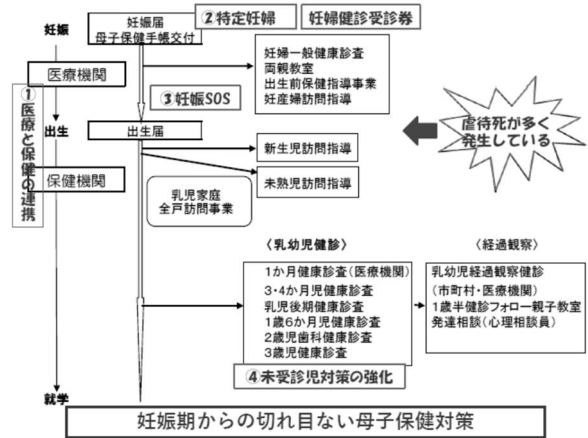 妊娠
妊娠届
母子保健手帳交付
②特定妊婦
妊婦健診受診券
医療機関
妊婦一般健康診査
両親教室
出生前保健指導事業
妊産婦訪問指導
③妊娠SOS
①医療と保健の連携
出生
出生届
虐待死が多く
発生している
新生児訪問指導
保健機関
未熟児訪問指導
乳児家庭
全戸訪問事業
〈乳幼児健診〉
1か月健康診査(医療機関)
3・4か月児健康診査
乳児後期健康診査
1歳6か月児健康診査
2歳児歯科健康診査
3歳児健康診査
〈経過観察〉
乳幼児経過観察健診
(市町村・医療機関)
1歳半健診フォロー親子教室
発達相談(心理相談員)
④未受診児対策の強化
就学
妊娠期からの切れ目ない母子保健対策